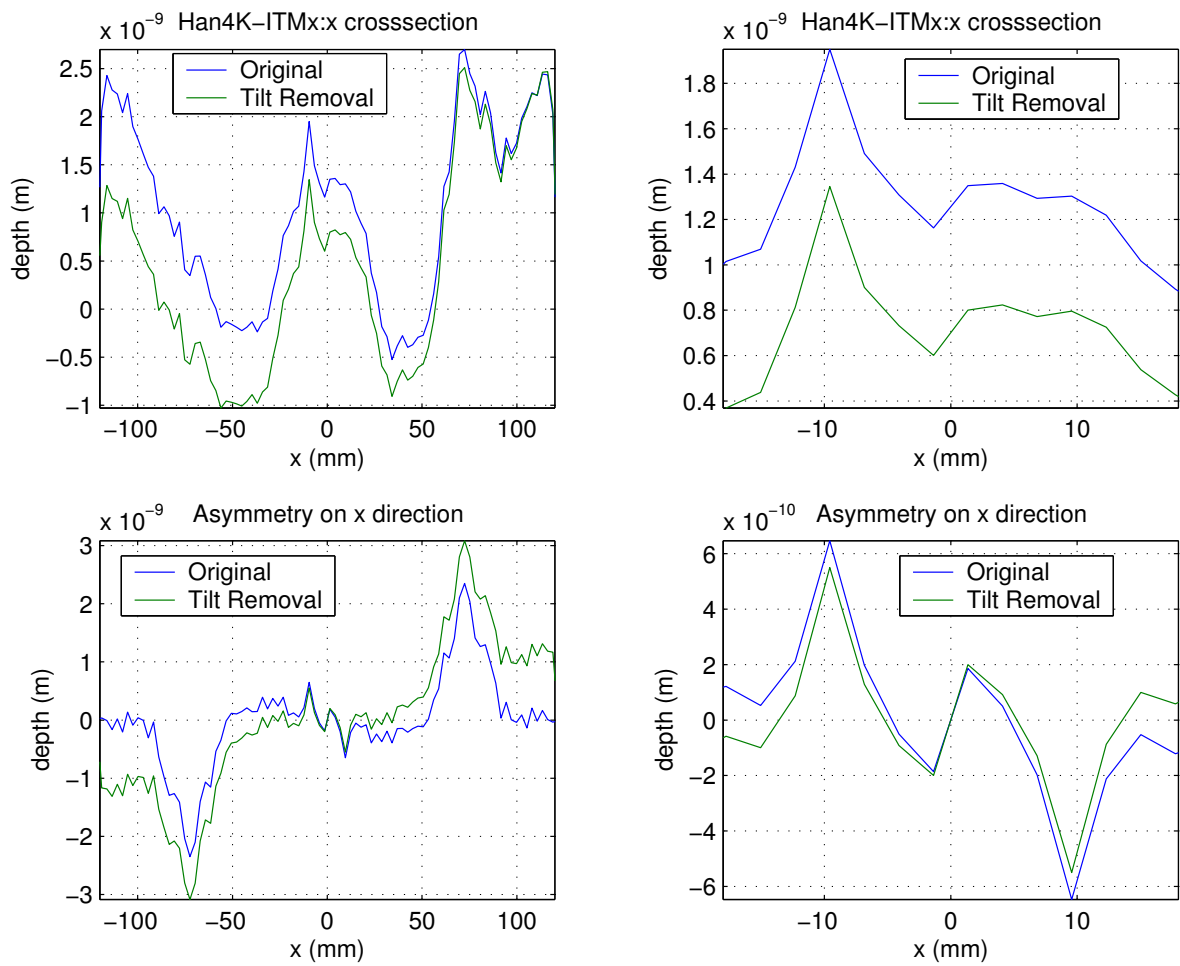 x 10−9
Han4K−ITMx:x crosssection
Original
Tilt Removal
2.5
2
1.5
1
0.5
0
−0.5
−1
depth (m)
−100 −50 0 50 100
x (mm)
x 10−9
Han4K−ITMx:x crosssection
Original
Tilt Removal
1.8
1.6
1.4
1.2
1
0.8
0.6
0.4
depth (m)
−10 0 10
x (mm)
x 10−9
Asymmetry on x direction
Original
Tilt Removal
3
2
1
0
−1
−2
−3
depth (m)
−100 −50 0 50 100
x (mm)
x 10−10
Asymmetry on x direction
Original
Tilt Removal
6
4
2
0
−2
−4
−6
depth (m)
−10 0 10
x (mm)